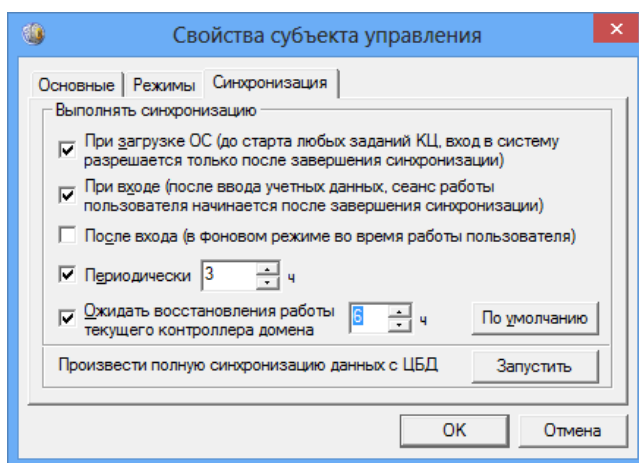 Свойства субъекта управления
Основные Режимы Синхронизация
Выполнять синхронизацию
При загрузке ОС (до старта любых заданий КЦ, вход в систему
разрешается только после завершения синхронизации)
При входе (после ввода учетных данных, сеанс работы
пользователя начинается после завершения синхронизации)
После входа (в фоновом режиме во время работы пользователя)
Периодически 3 ч
Ожидать восстановления работы
текущего контроллера домена 6 ч По умолчанию
Произвести полную синхронизацию данных с ЦБД Запустить
OK Отмена